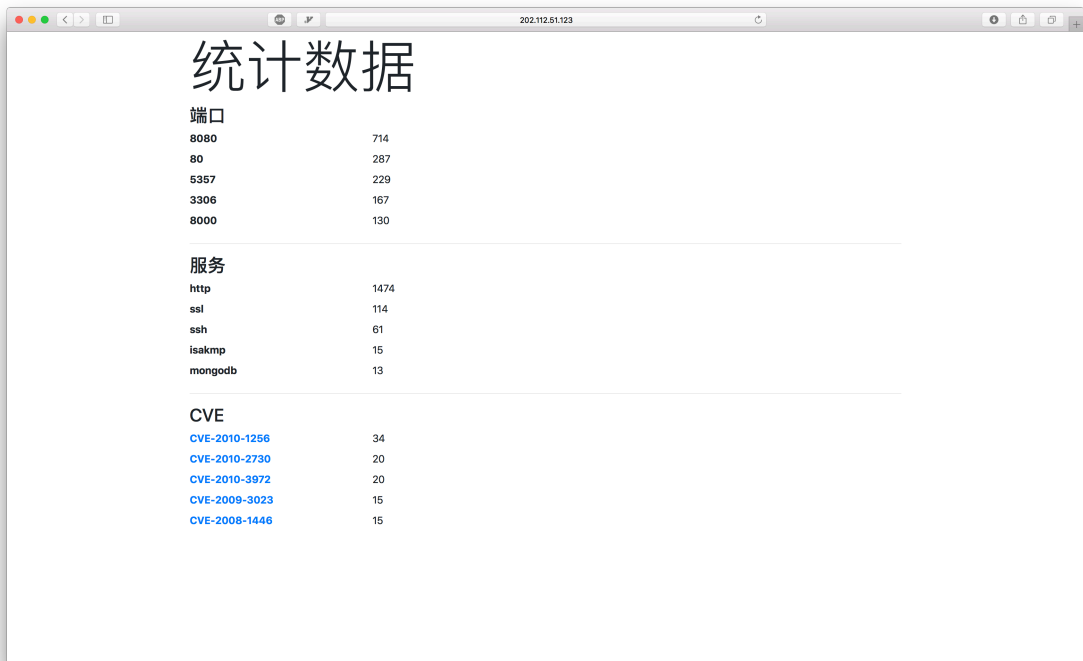 202.112.51.123
统计数据
端口
8080 714
80 287
5357 229
3306 167
8000 130
服务
http 1474
ssl 114
ssh 61
isakmp 15
mongodb 13
CVE
CVE-2010-1256 34
CVE-2010-2730 20
CVE-2010-3972 20
CVE-2009-3023 15
CVE-2008-1446 15